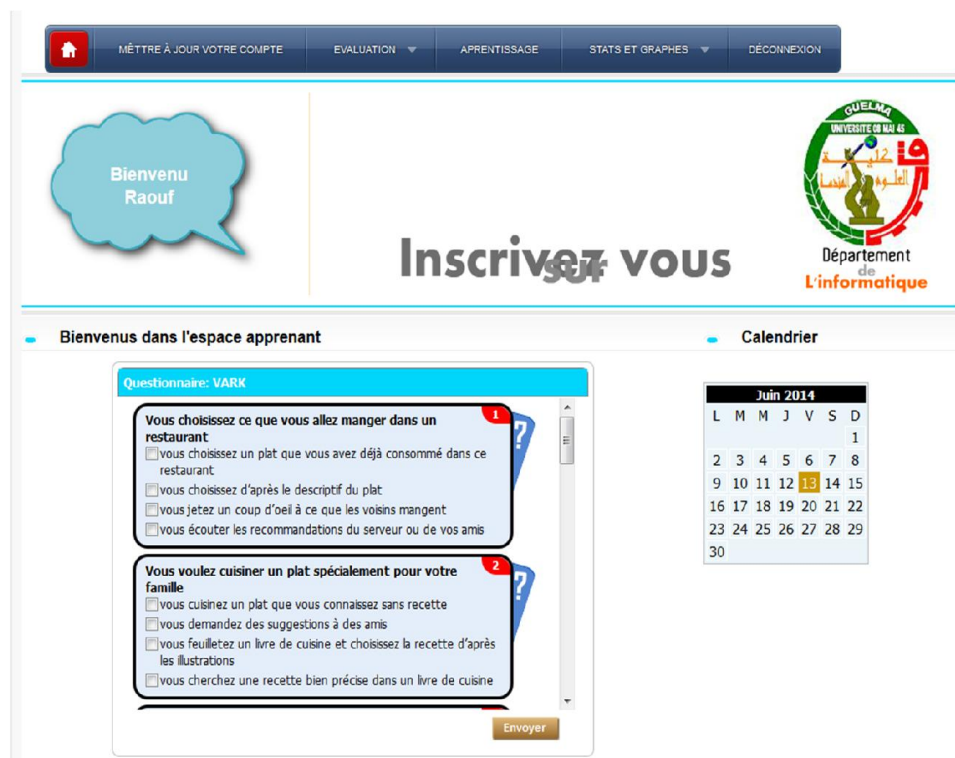 MÊTTRE À JOUR VOTRE COMPTE EVALUATION APRENTISSAGE STATS ET GRAPHES DÉCONNEXION
Bienvenu
Raouf
Inscrivez vous
sur
GUELMA
UNIVERSITE 08 MAI 45
كلية
العلوم
Département
de
L'informatique
Bienvenus dans l'espace apprenant
Calendrier
Questionnaire: VARK
1
Vous choisissez ce que vous allez manger dans un
restaurant
vous choisissez un plat que vous avez déjà consommé dans ce
restaurant
vous choisissez d'après le descriptif du plat
vous jetez un coup d'oeil à ce que les voisins mangent
vous écouter les recommandations du serveur ou de vos amis
2
Vous voulez cuisiner un plat spécialement pour votre
famille
vous cuisinez un plat que vous connaissez sans recette
vous demandez des suggestions à des amis
vous feuilletez un livre de cuisine et choisissez la recette d'après
les illustrations
vous cherchez une recette bien précise dans un livre de cuisine
Envoyer
Juin 2014
L M M J V S D
1
2 3 4 5 6 7 8
9 10 11 12 13 14 15
16 17 18 19 20 21 22
23 24 25 26 27 28 29
30